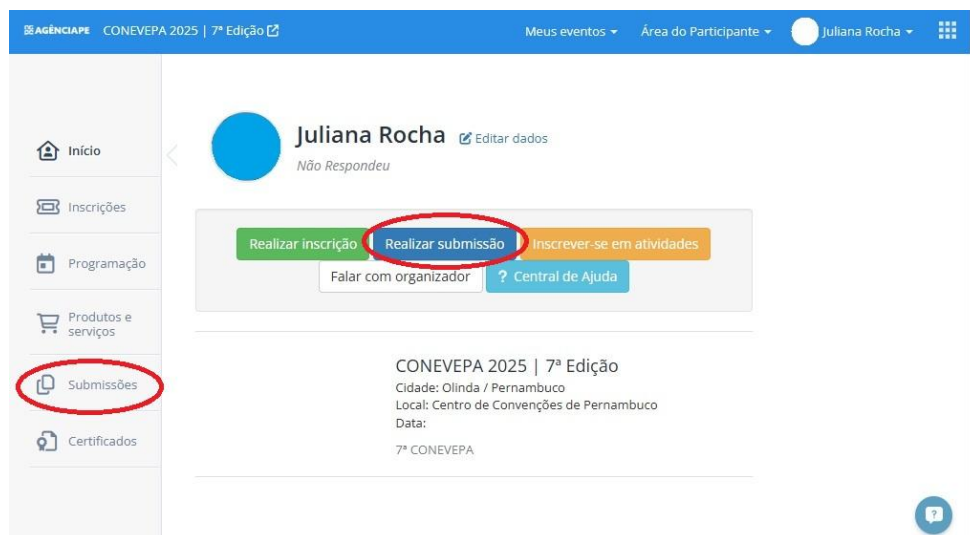 AGÊNCIAPE CONEVEPA 2025 | 7ª Edição Meus eventos Área do Participante Juliana Rocha
Início
Inscrições
Programação
Produtos e
serviços
Submissões
Certificados
Juliana Rocha Editar dados
Não Respondeu
Realizar inscrição Realizar submissão Inscrever-se em atividades
Falar com organizador ? Central de Ajuda
CONEVEPA 2025 | 7ª Edição
Cidade: Olinda / Pernambuco
Local: Centro de Convenções de Pernambuco
Data:
7ª CONEVEPA
?